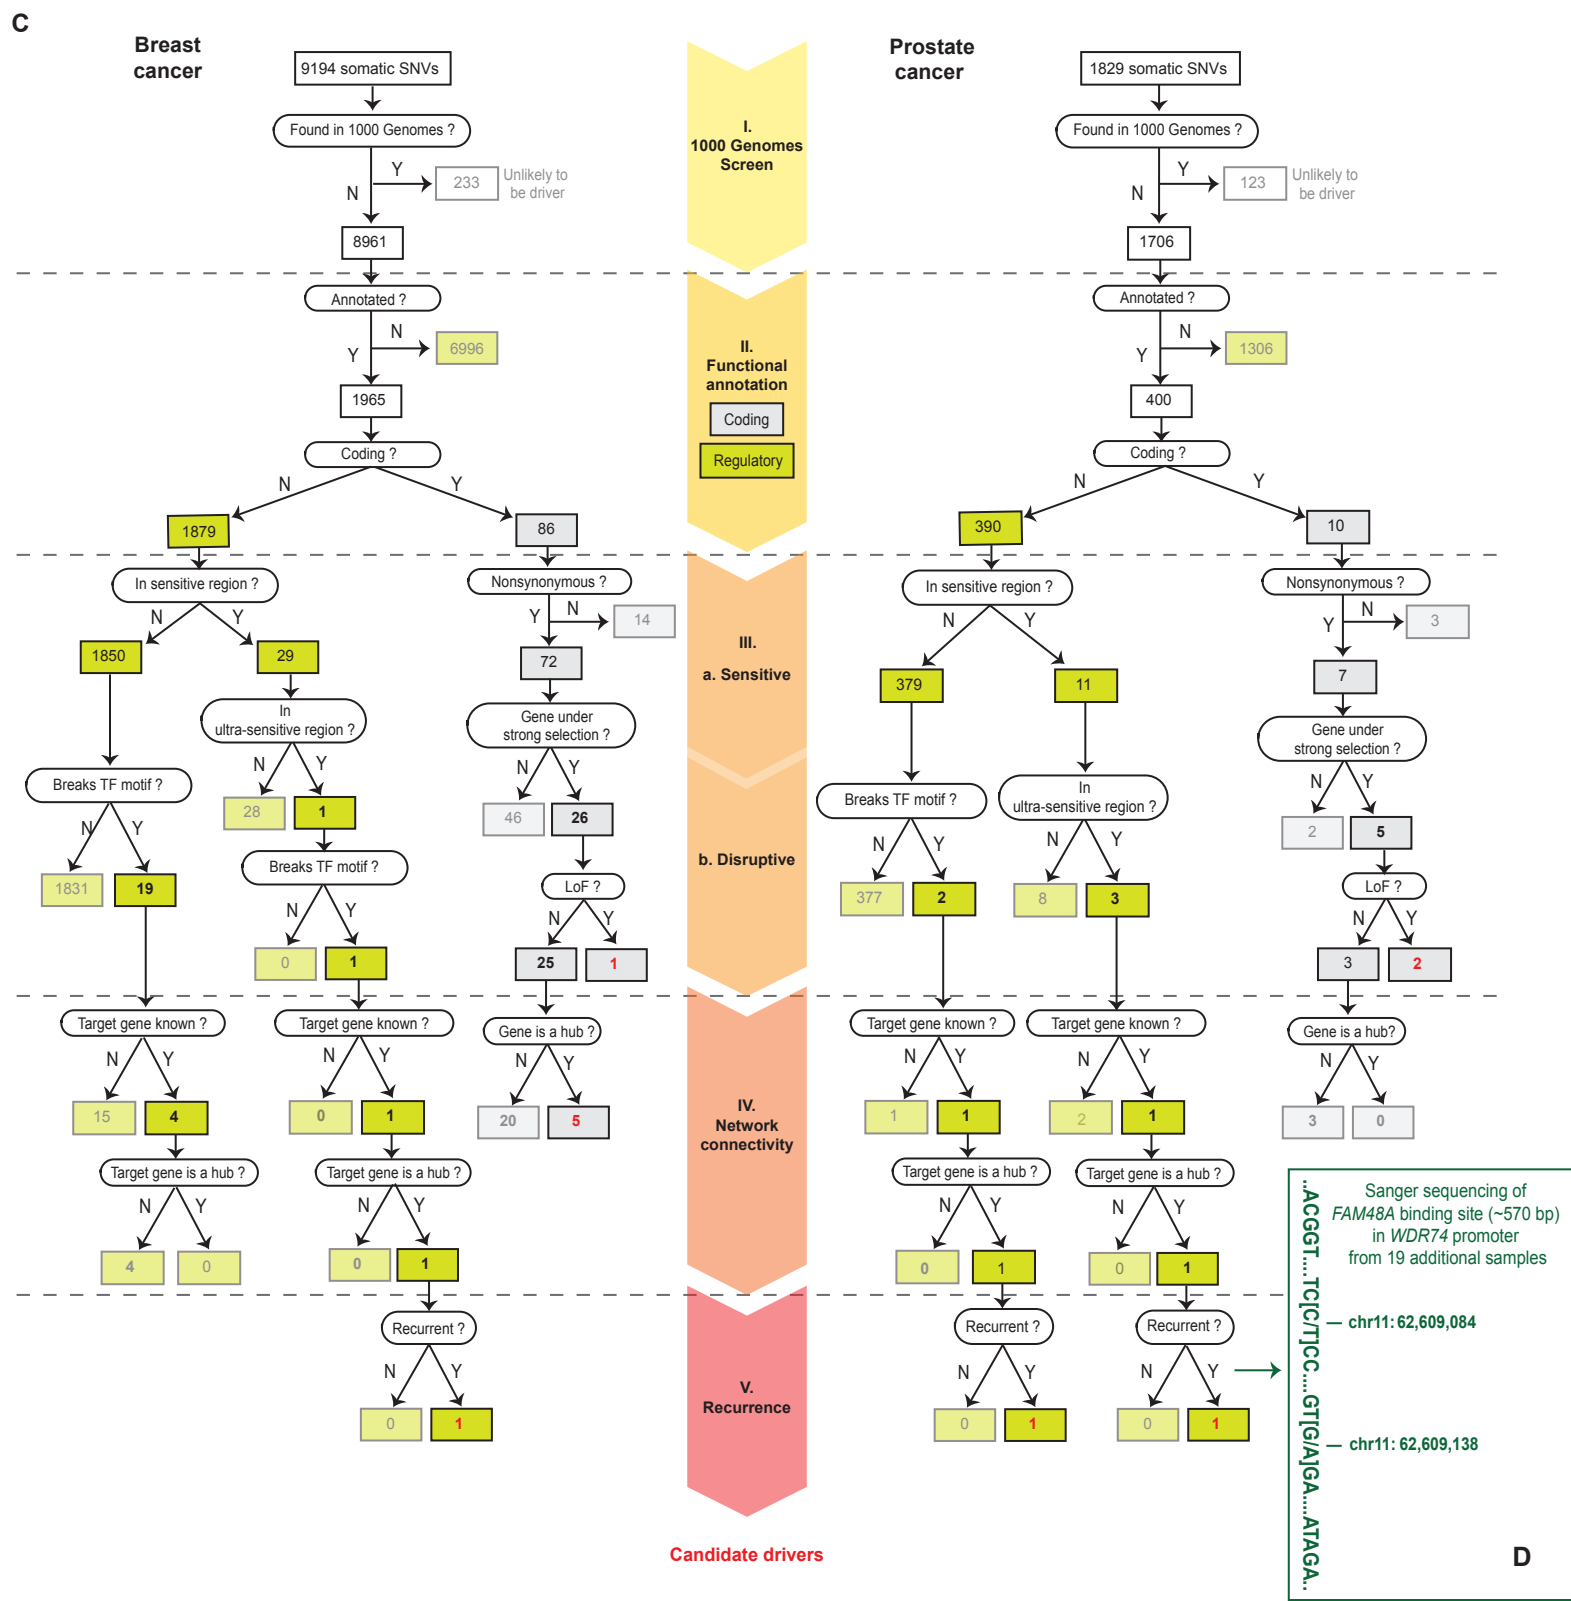 C
Breast
cancer
9194 somatic SNVs
Found in 1000 Genomes ?
Y
N
233
Unlikely to
be driver
8961
Annotated ?
N
Y
6996
1965
Coding ?
N
Y
1879
86
In sensitive region ?
N
Y
1850
29
Nonsynonymous ?
N
Y
14
72
In
ultra-sensitive region ?
Gene under
strong selection ?
Breaks TF motif ?
N
Y
28
1
N
Y
46
26
N
Y
1831
19
Breaks TF motif ?
N
Y
0
1
LoF ?
N
Y
25
1
Target gene known ?
N
Y
15
4
Target gene known ?
N
Y
0
1
Gene is a hub ?
N
Y
20
5
Target gene is a hub ?
N
Y
4
0
Target gene is a hub ?
N
Y
0
1
Recurrent ?
N
Y
0
1
I.
1000 Genomes
Screen
II.
Functional
annotation
Coding
Regulatory
III.
a. Sensitive
b. Disruptive
IV.
Network
connectivity
V.
Recurrence
Candidate drivers
Prostate
cancer
1829 somatic SNVs
Found in 1000 Genomes ?
Y
N
123
Unlikely to
be driver
1706
Annotated ?
N
Y
1306
400
Coding ?
N
Y
390
10
In sensitive region ?
N
Y
379
11
Nonsynonymous ?
N
Y
3
7
Gene under
strong selection ?
N
Y
2
5
Breaks TF motif ?
N
Y
377
2
In
ultra-sensitive region ?
N
Y
8
3
LoF ?
N
Y
3
2
Target gene known ?
N
Y
1
1
Target gene known ?
N
Y
2
1
Gene is a hub?
N
Y
3
0
Target gene is a hub ?
N
Y
0
1
Target gene is a hub ?
N
Y
0
1
Recurrent ?
N
Y
0
1
Recurrent ?
N
Y
0
1
Sanger sequencing of
FAM48A binding site (~570 bp)
in WDR74 promoter
from 19 additional samples
..ACGGT....TC[C/T]CC....GT[G/A]GA....ATAGA..
chr11: 62,609,084
chr11: 62,609,138
D